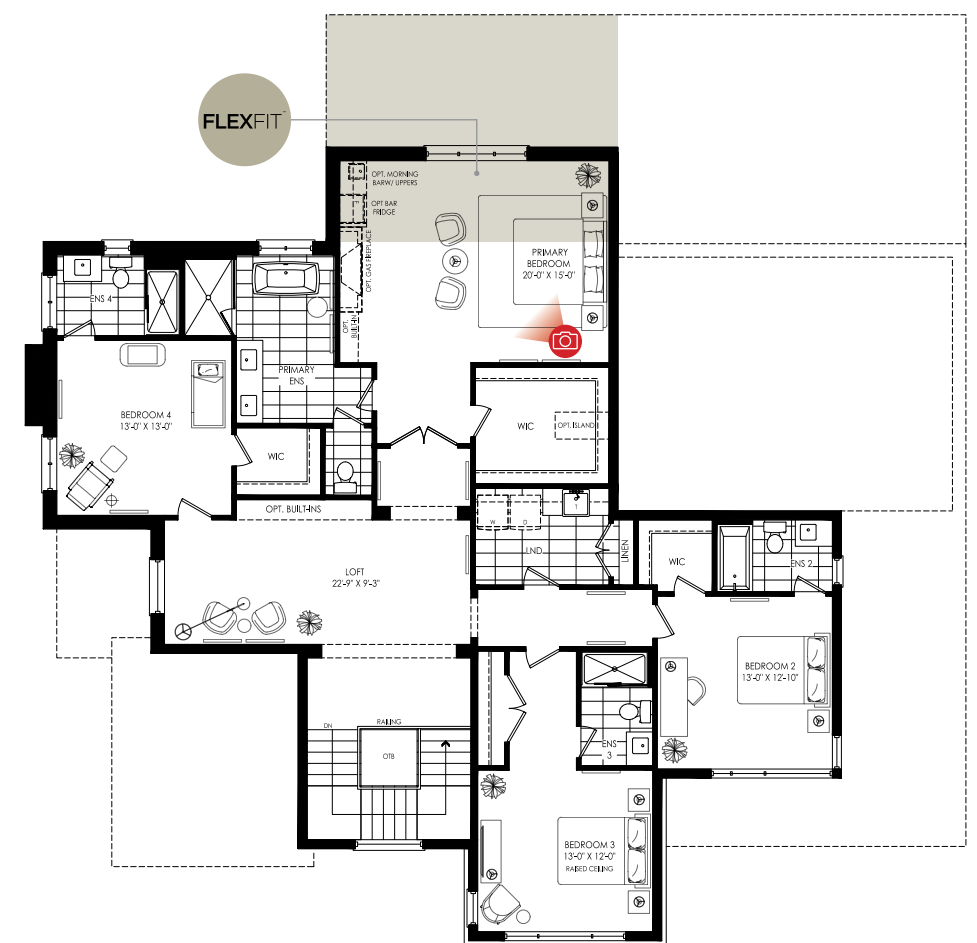 FLEXFIT™
OPT. MORNING
BARW/ UPPERS
OPT BAR
FRIDGE
OPT. GAS FIREPLACE
OPT.
BUILT-IN
PRIMARY
BEDROOM
20'-0" X 15'-0"
ENS 4
PRIMARY
ENS
BEDROOM 4
13'-0" X 13'-0"
WIC
WIC
OPT. ISLAND
OPT. BUILT-INS
W
D
T
LND
LINEN
WIC
ENS 2
LOFT
22'-9" X 9'-3"
BEDROOM 2
13'-0" X 12'-10"
DN
RAILING
OTB
ENS
3
BEDROOM 3
13'-0" X 12'-0"
RAISED CEILING